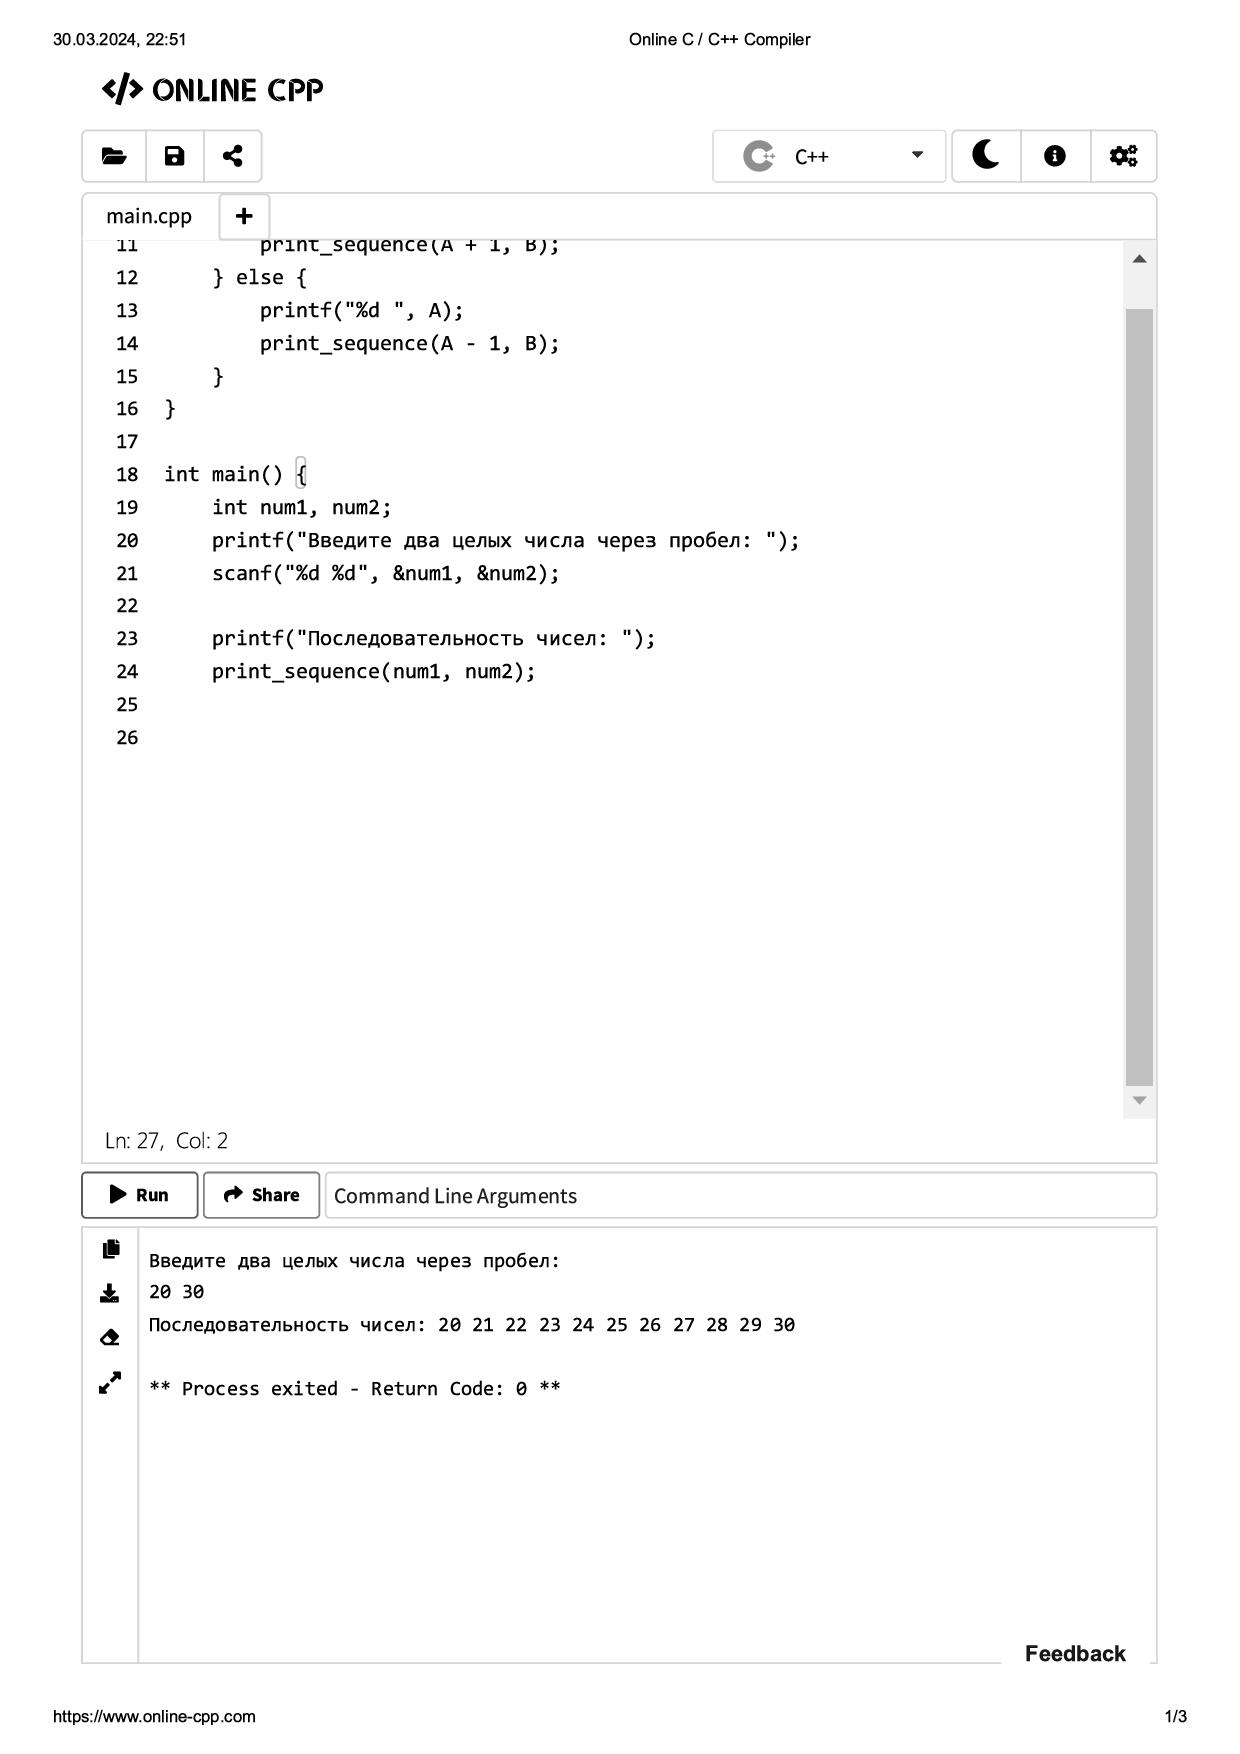 30.03.2024, 22:51 Online C / C++ Compiler
</> ONLINE CPP
C++
main.cpp
11 print_sequence(A + 1, B);
12 } else {
13 printf("%d ", A);
14 print_sequence(A - 1, B);
15 }
16 }
17
18 int main() {
19 int num1, num2;
20 printf("Введите два целых числа через пробел: ");
21 scanf("%d %d", &num1, &num2);
22
23 printf("Последовательность чисел: ");
24 print_sequence(num1, num2);
25
26
Ln: 27, Col: 2
Run Share Command Line Arguments
Введите два целых числа через пробел:
20 30
Последовательность чисел: 20 21 22 23 24 25 26 27 28 29 30
** Process exited - Return Code: 0 **
Feedback
https://www.online-cpp.com 1/3